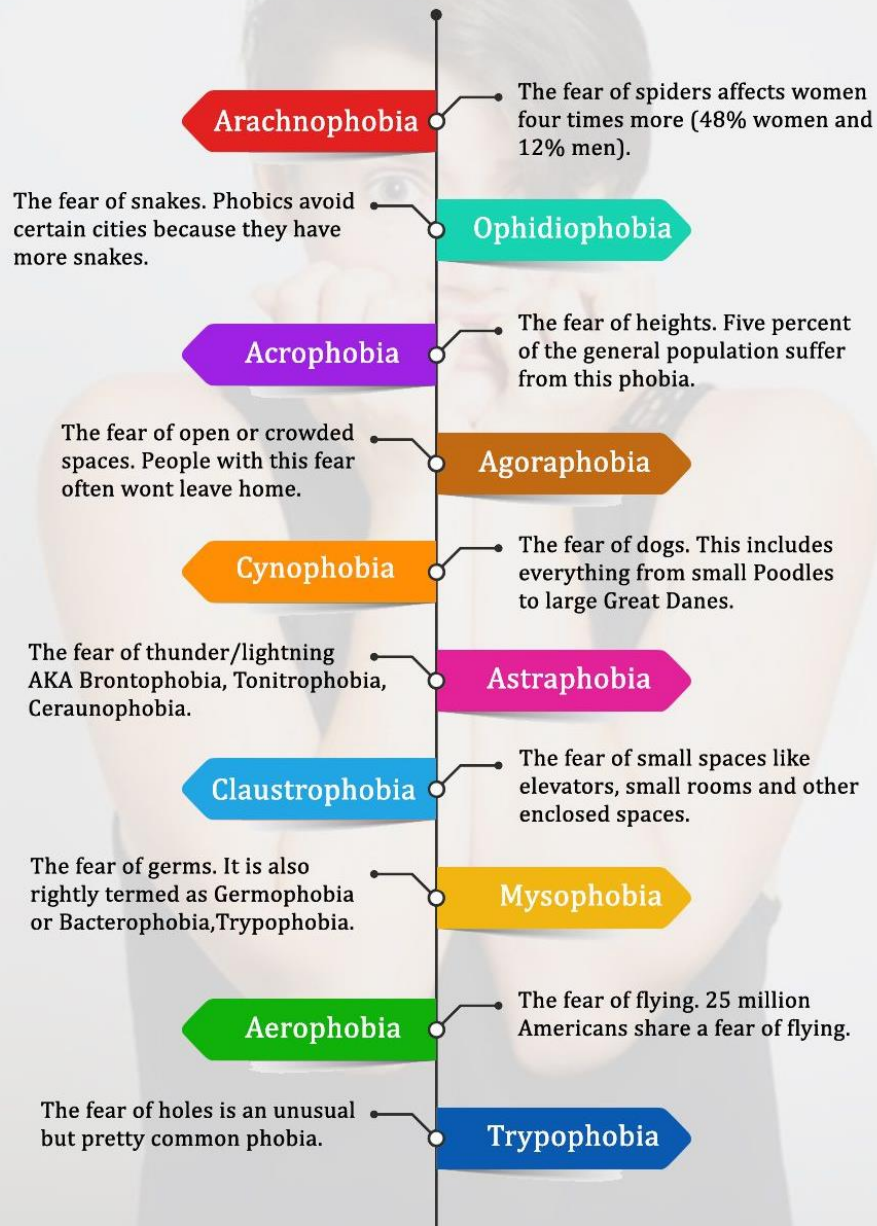 Arachnophobia
The fear of spiders affects women
four times more (48% women and
12% men).
The fear of snakes. Phobics avoid
certain cities because they have
more snakes.
Ophidiophobia
Acrophobia
The fear of heights. Five percent
of the general population suffer
from this phobia.
The fear of open or crowded
spaces. People with this fear
often wont leave home.
Agoraphobia
Cynophobia
The fear of dogs. This includes
everything from small Poodles
to large Great Danes.
The fear of thunder/lightning
AKA Brontophobia, Tonitrophobia,
Ceraunophobia.
Astraphobia
Claustrophobia
The fear of small spaces like
elevators, small rooms and other
enclosed spaces.
The fear of germs. It is also
rightly termed as Germophobia
or Bacterophobia,Trypophobia.
Mysophobia
Aerophobia
The fear of flying. 25 million
Americans share a fear of flying.
The fear of holes is an unusual
but pretty common phobia.
Trypophobia